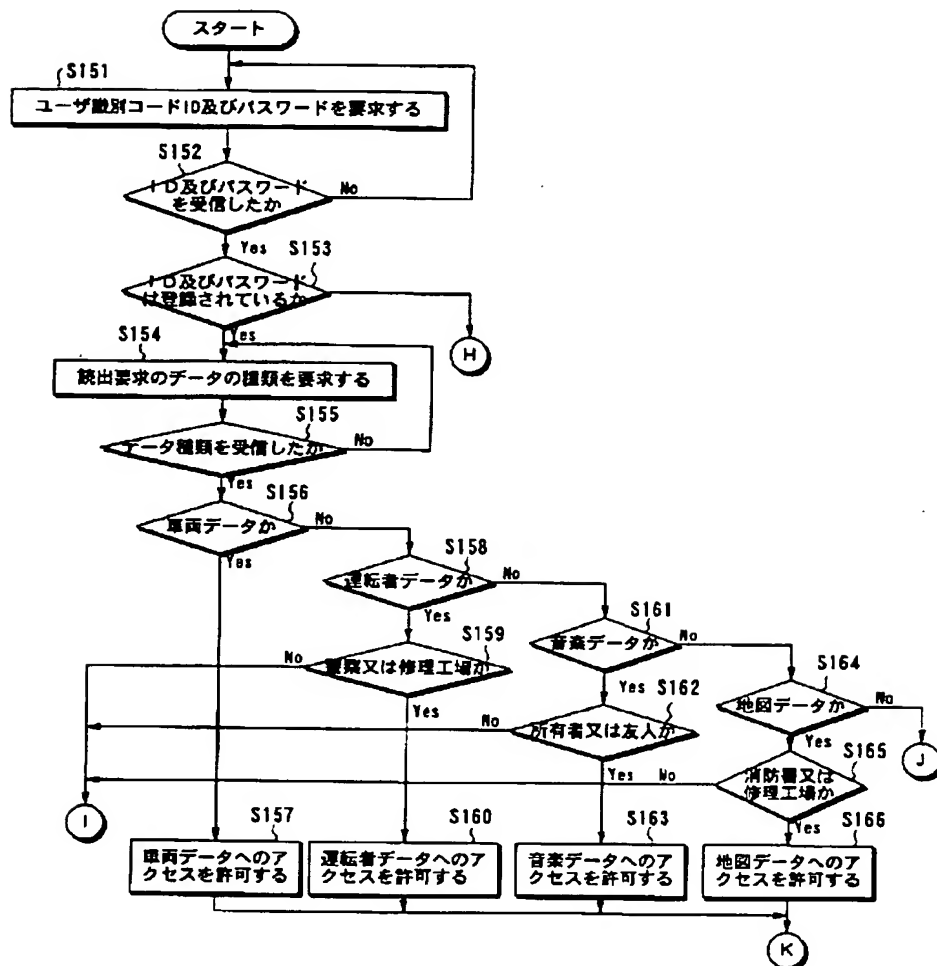 スタート
S151
ユーザ識別コードID及びパスワードを要求する
S152
ID及びパスワード
を受信したか
No
Yes
S153
ID及びパスワード
は登録されているか
Yes
H
S154
読出要求のデータの種類を要求する
S155
データ種類を受信したか
No
Yes
S156
車両データか
No
Yes
S158
運転者データか
No
Yes
S159
警察又は修理工場か
No
Yes
S161
音楽データか
No
Yes
S162
所有者又は友人か
No
Yes
S164
地図データか
No
Yes
J
S165
消防署又は
修理工場か
No
Yes
I
S157
車両データへのア
クセスを許可する
S160
運転者データへのア
クセスを許可する
S163
音楽データへのア
クセスを許可する
S166
地図データへのア
クセスを許可する
K